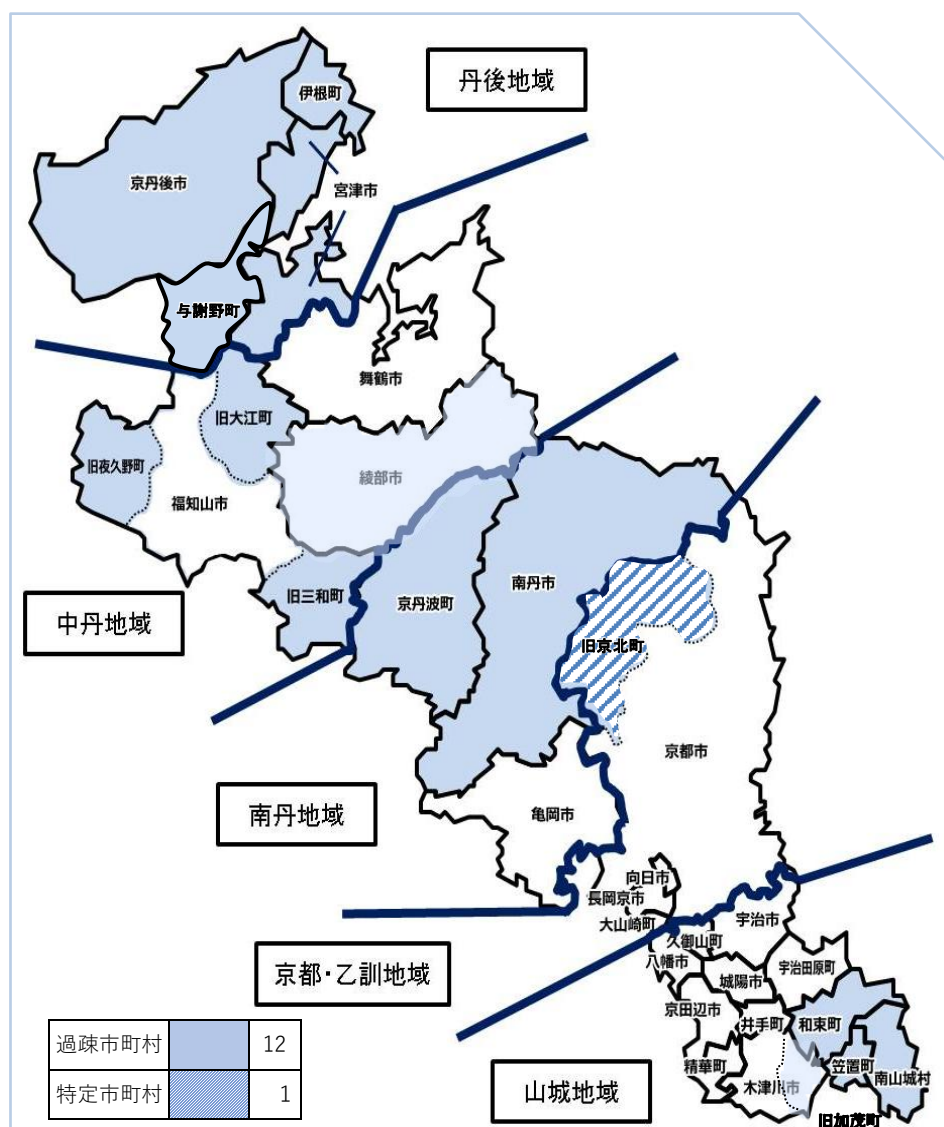 丹後地域
伊根町
京丹後市
宮津市
与謝野町
舞鶴市
旧大江町
旧夜久野町
綾部市
福知山市
旧三和町
京丹波町
南丹市
中丹地域
旧京北町
京都市
南丹地域
亀岡市
向日市
長岡京市
大山崎町
宇治市
久御山町
八幡市
京都・乙訓地域
城陽市
宇治田原町
京田辺市
井手町
和束町
過疎市町村 12
精華町
笠置町
南山城村
木津川市
特定市町村 1
山城地域
旧加茂町